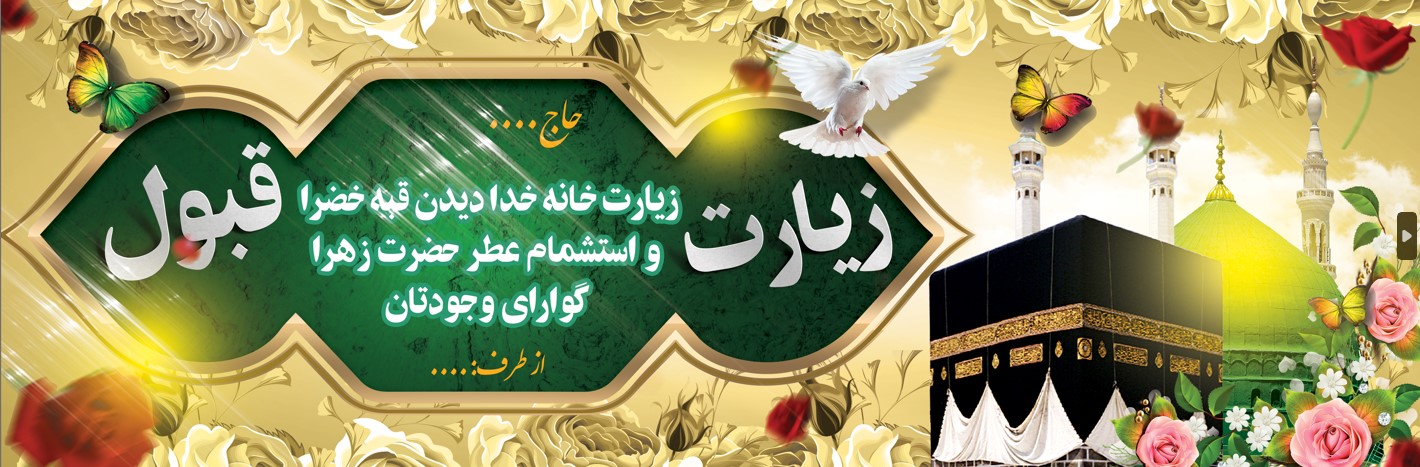 زیارت
قبول
حاج ....
زیارت خانه خدا دیدن قبه خضرا
و استشمام عطر حضرت زهرا
گوارای وجودتان
از طرف: ....